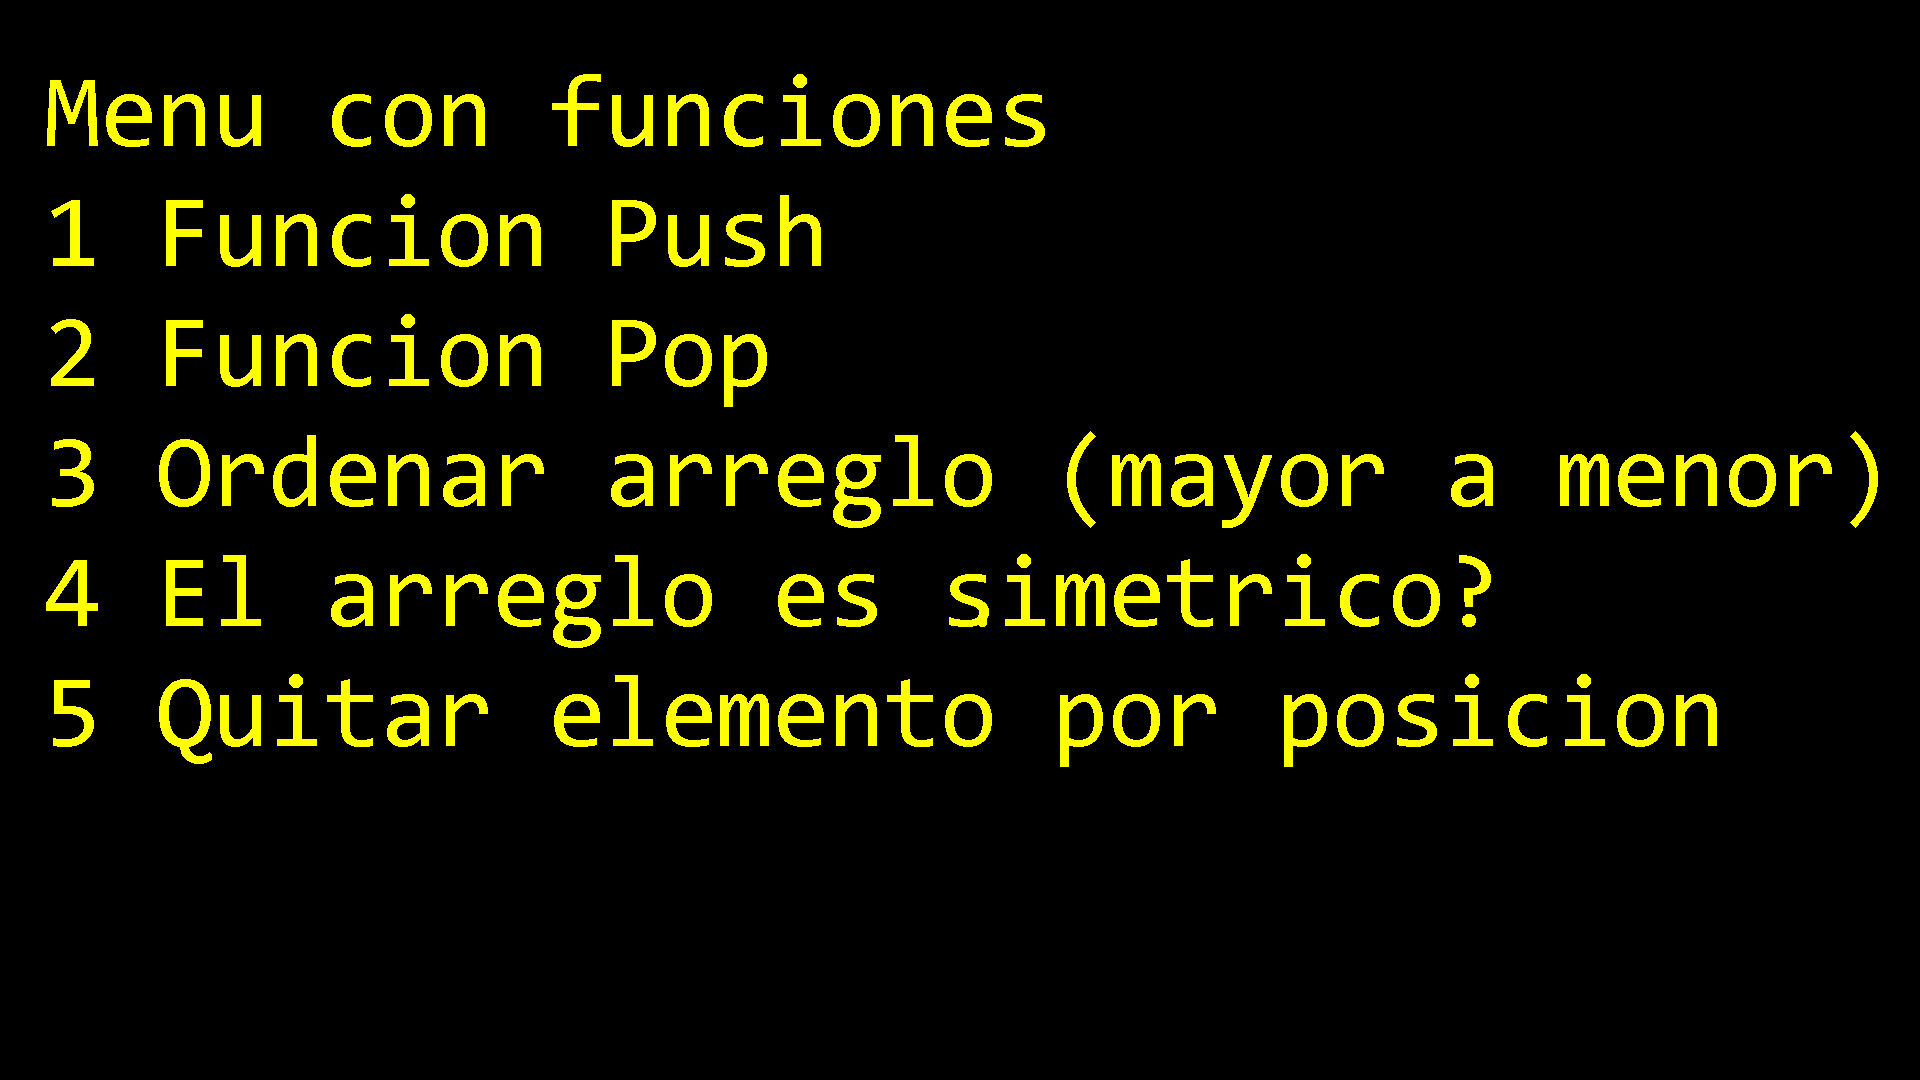 Menu con funciones
1 Funcion Push
2 Funcion Pop
3 Ordenar arreglo (mayor a menor)
4 El arreglo es simetrico?
5 Quitar elemento por posicion